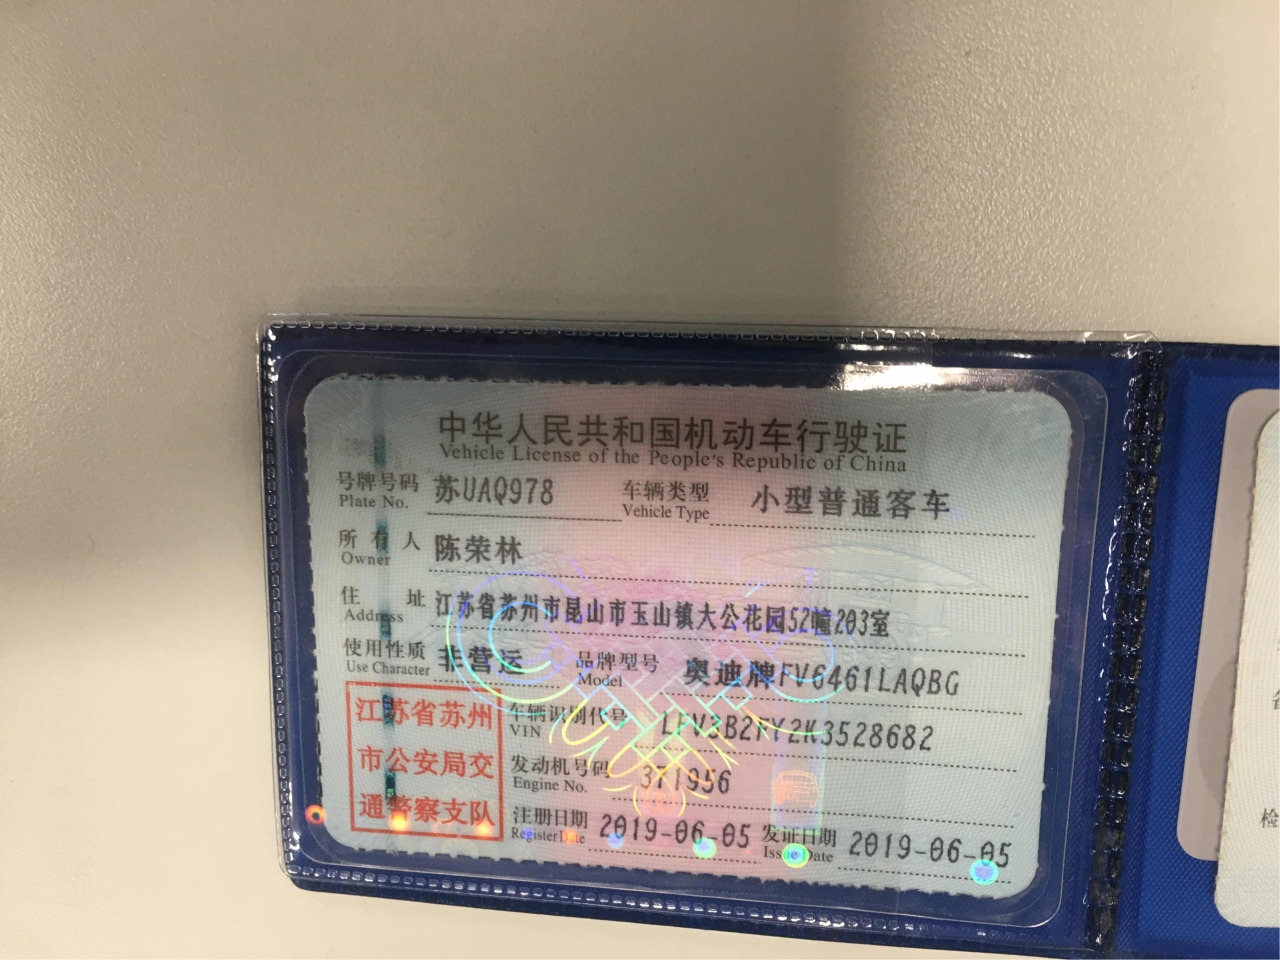 中华人民共和国机动车行驶证
Vehicle License of the People's Republic of China
号牌号码 苏UAQ978 车辆类型 小型普通客车
Plate No. Vehicle Type
所有人 陈荣林
Owner
住址 江苏省苏州市昆山市玉山镇大公花园52幢203室
Address
使用性质 非营运 品牌型号 奥迪牌FV6461LAQBG
Use Character Model
江苏省苏州
市公安局交
通警察支队
车辆识别代号 LFV3B2FY2K3528682
VIN
发动机号码 371956
Engine No.
注册日期 2019-06-05 发证日期 2019-06-05
Register Date Issue Date
检